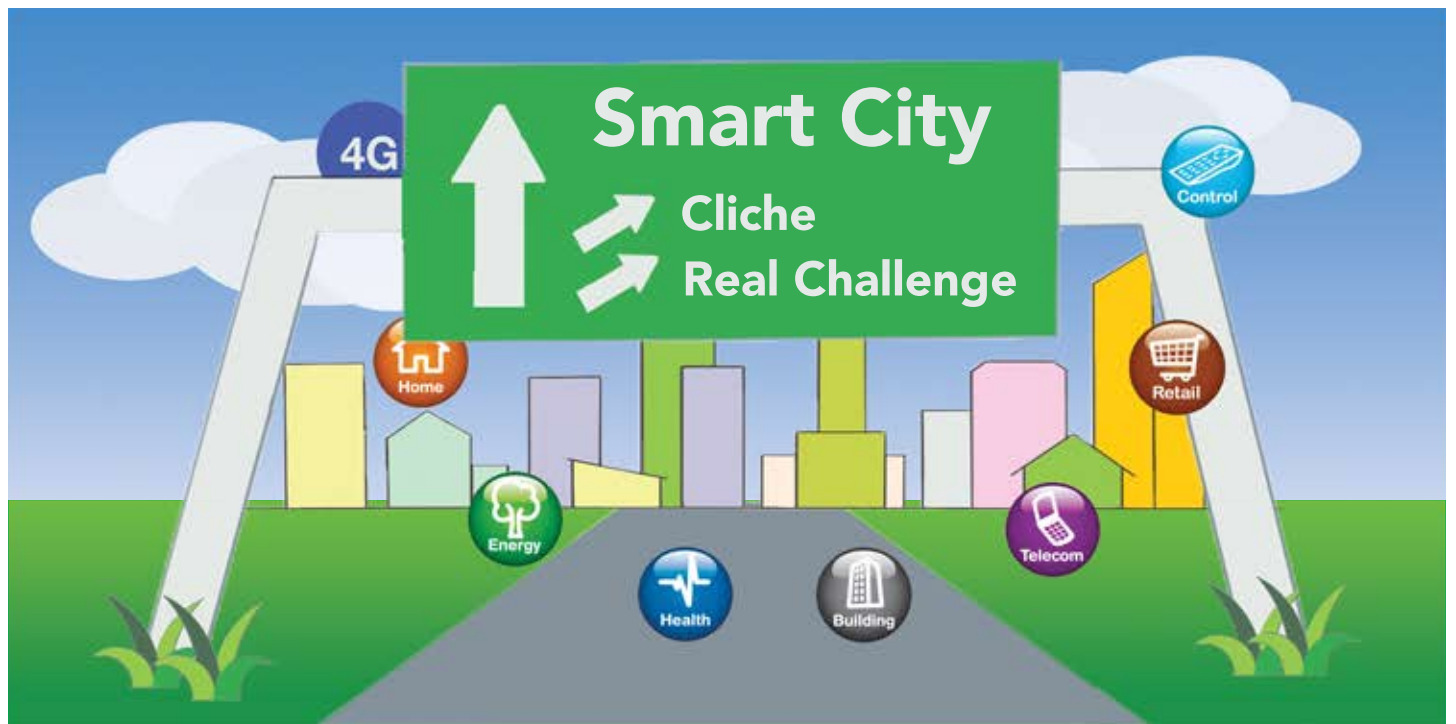 Smart City
4G
Control
Cliche
Real Challenge
Home
Retail
Energy
Telecom
Health
Building